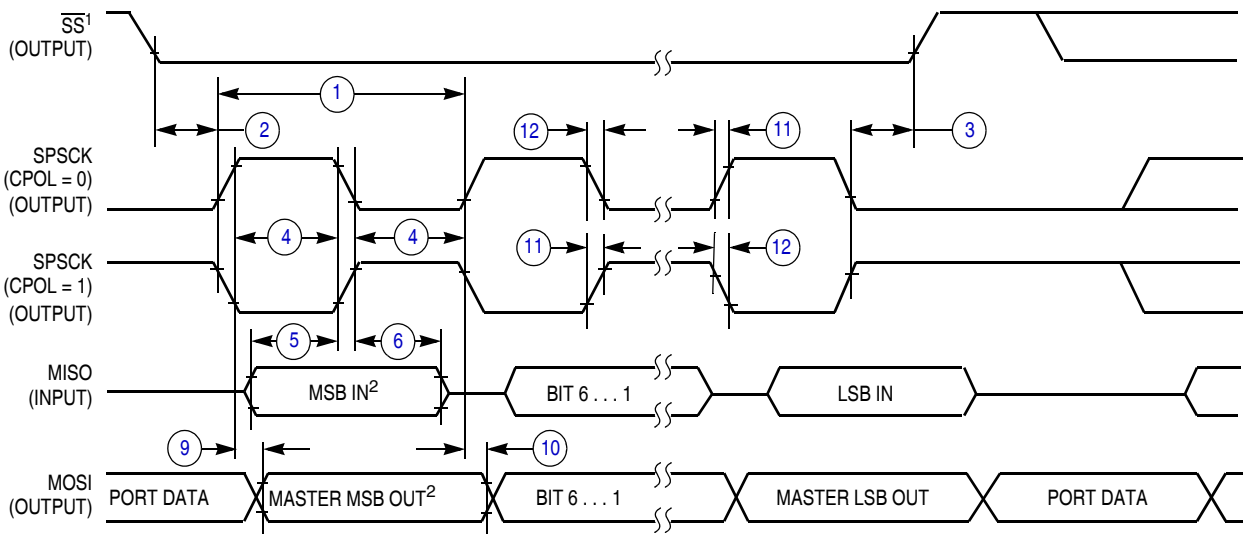 SS¹
(OUTPUT)
1
2
12
11
3
SPSCK
(CPOL = 0)
(OUTPUT)
4
4
11
12
SPSCK
(CPOL = 1)
(OUTPUT)
5
6
MISO
(INPUT)
MSB IN²
BIT 6 . . . 1
LSB IN
9
10
MOSI
(OUTPUT)
PORT DATA
MASTER MSB OUT²
BIT 6 . . . 1
MASTER LSB OUT
PORT DATA